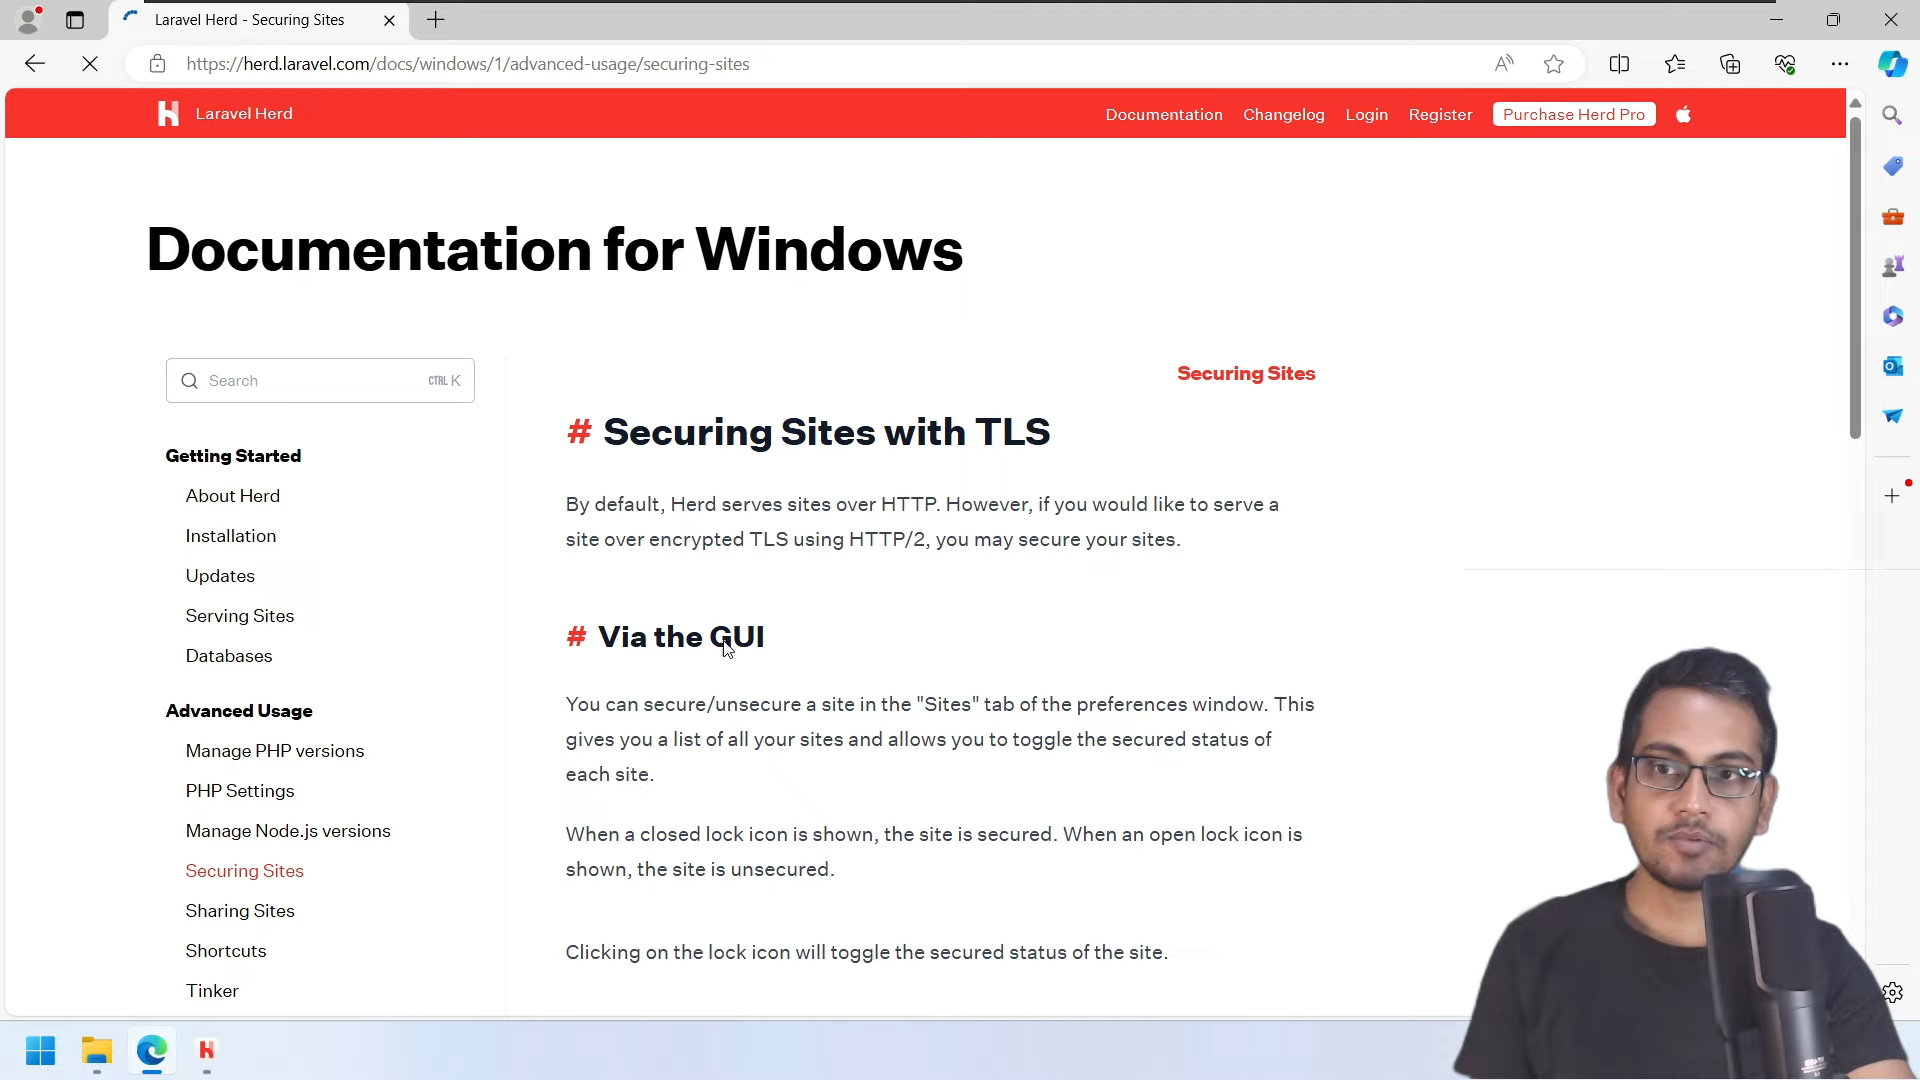 Laravel Herd - Securing Sites
https://herd.laravel.com/docs/windows/1/advanced-usage/securing-sites
Laravel Herd
Documentation
Changelog
Login
Register
Purchase Herd Pro
Documentation for Windows
Search
CTRL K
Getting Started
About Herd
Installation
Updates
Serving Sites
Databases
Advanced Usage
Manage PHP versions
PHP Settings
Manage Node.js versions
Securing Sites
Sharing Sites
Shortcuts
Tinker
Securing Sites
# Securing Sites with TLS
By default, Herd serves sites over HTTP. However, if you would like to serve a
site over encrypted TLS using HTTP/2, you may secure your sites.
# Via the GUI
You can secure/unsecure a site in the "Sites" tab of the preferences window. This
gives you a list of all your sites and allows you to toggle the secured status of
each site.
When a closed lock icon is shown, the site is secured. When an open lock icon is
shown, the site is unsecured.
Clicking on the lock icon will toggle the secured status of the site.